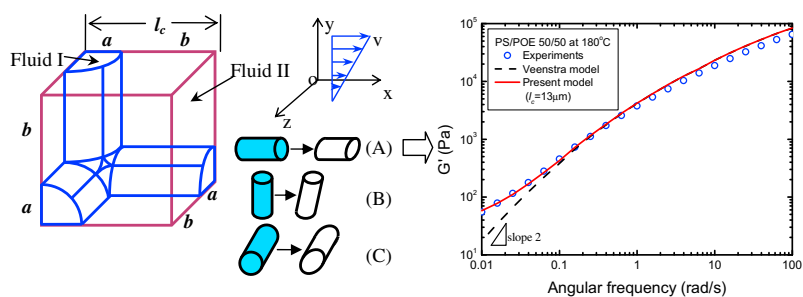 l_c
a
b
Fluid I
Fluid II
b
a
a
b
b
y
v
o
x
z
(A)
(B)
(C)
G' (Pa)
10^5
10^4
10^3
10^2
10^1
PS/POE 50/50 at 180°C
Experiments
Veenstra model
Present model
(l_c=13μm)
slope 2
0.01
0.1
1
10
100
Angular frequency (rad/s)